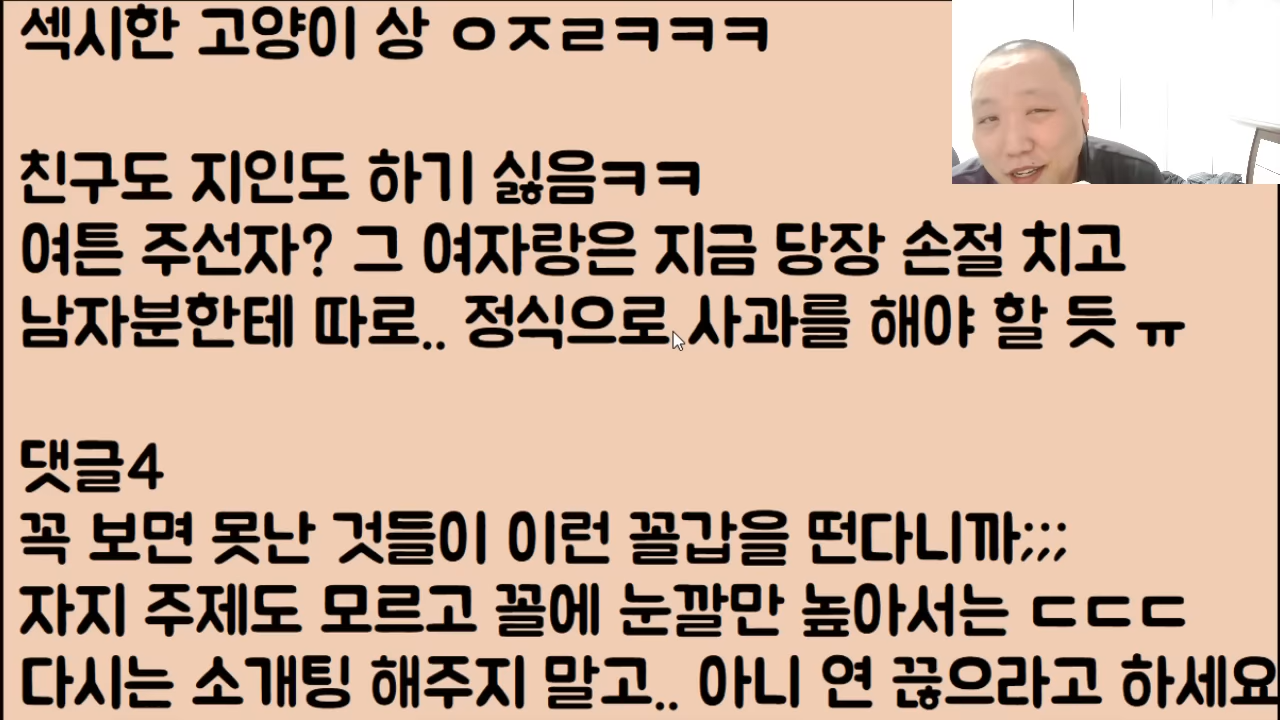 섹시한 고양이 상 ㅇㅈㄹㅋㅋㅋ
친구도 지인도 하기 싫음ㅋㅋ
여튼 주선자? 그 여자랑은 지금 당장 손절 치고
남자분한테 따로.. 정식으로 사과를 해야 할 듯 ㅠ
댓글4
꼭 보면 못난 것들이 이런 꼴갑을 떤다니까;;;
자지 주제도 모르고 꼴에 눈깔만 높아서는 ㄷㄷㄷ
다시는 소개팅 해주지 말고.. 아니 연 끊으라고 하세요